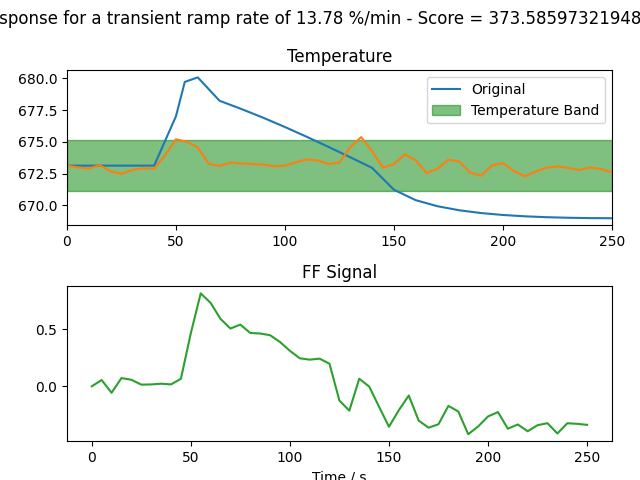 sponse for a transient ramp rate of 13.78 %/min - Score = 373.58597321948
Temperature
680.0
677.5
675.0
672.5
670.0
Original
Temperature Band
0 50 100 150 200 250
FF Signal
0.5
0.0
0 50 100 150 200 250
Time / s